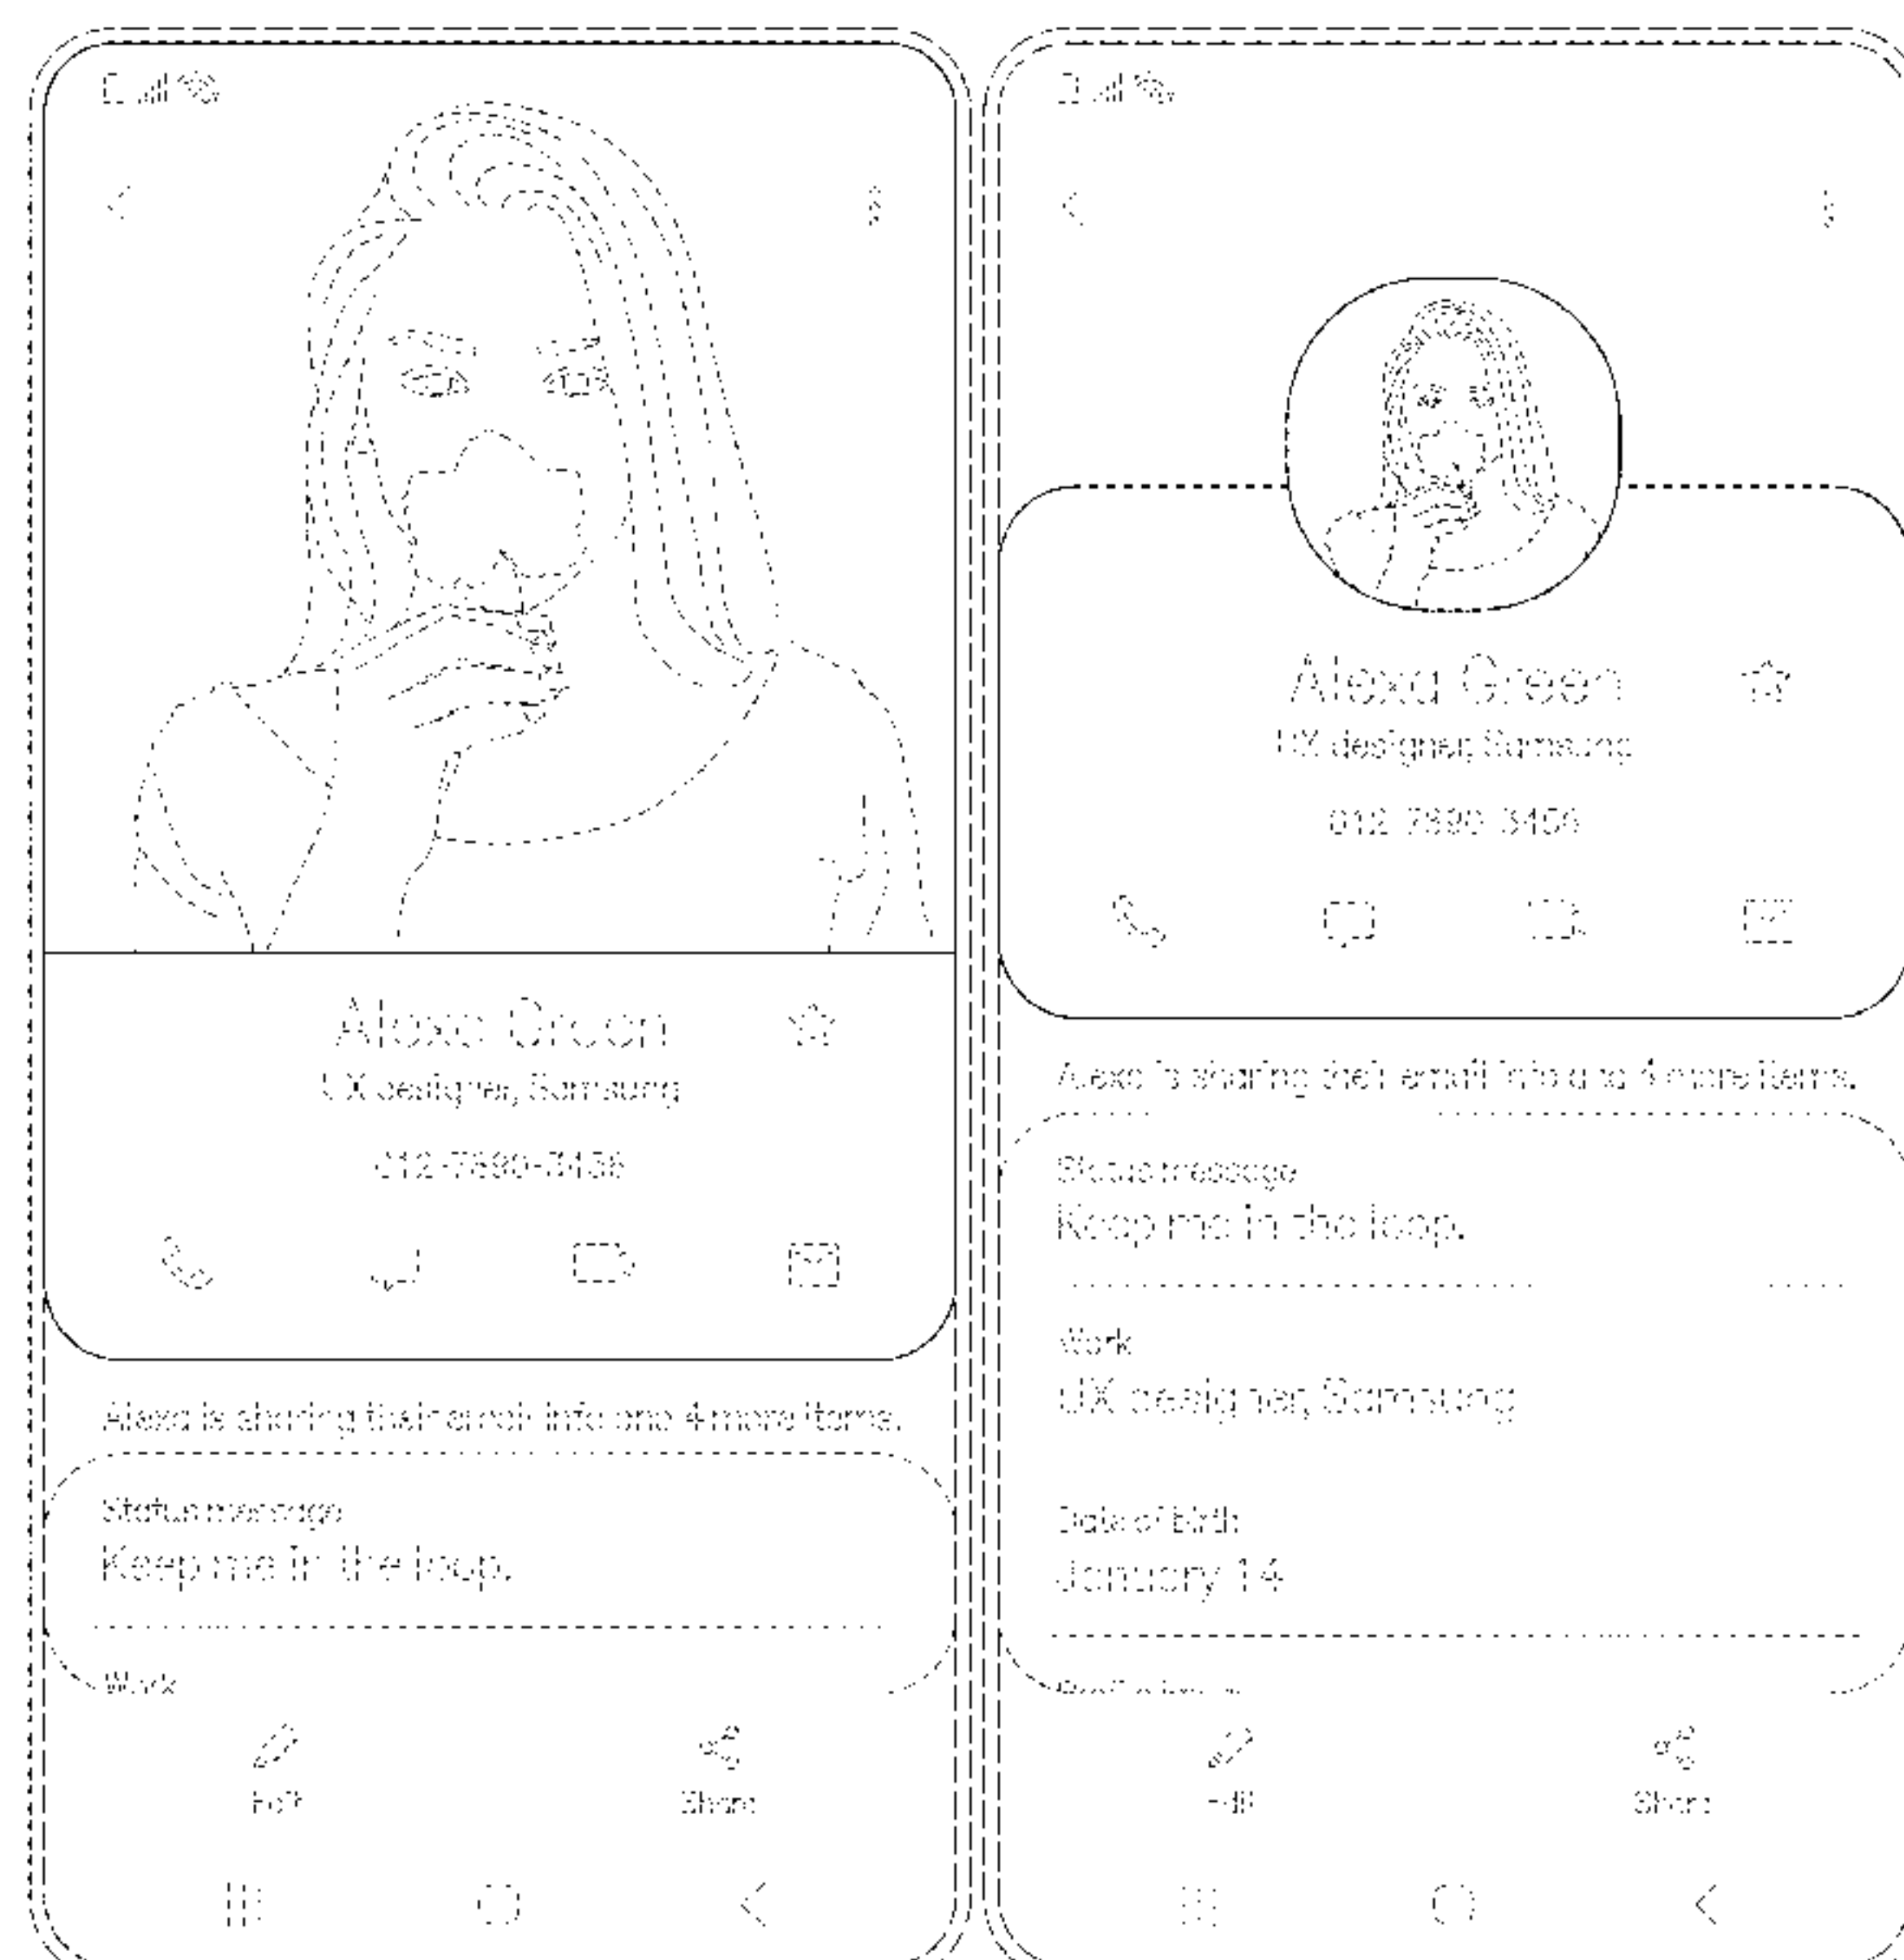 Alexa Green
UX designer, Samsung
012-7890-3456
Alexa is sharing their email info and 4 more items.
Status message
Keep me in the loop.
Work
Edit
Share
Alexa Green
UX designer, Samsung
012-7890-3456
Alexa is sharing their email info and 4 more items.
Status message
Keep me in the loop.
Work
UX designer, Samsung
Date of birth
January 14
Edit
Share